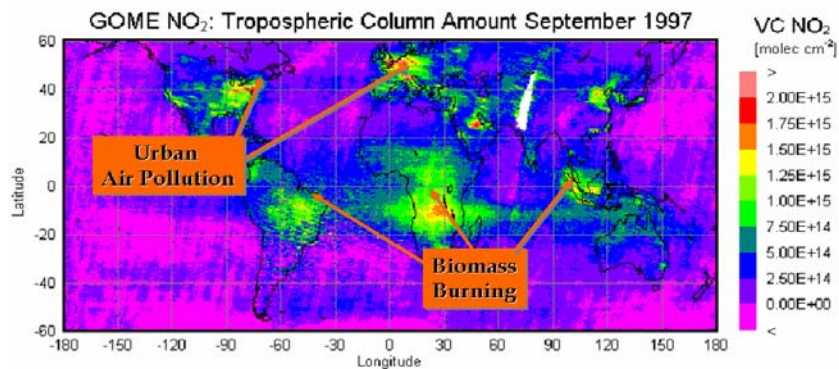 GOME NO₂: Tropospheric Column Amount September 1997
VC NO₂
[molec cm⁻²]
60
40
20
0
-20
-40
-60
Latitude
-180 -150 -120 -90 -60 -30 0 30 60 90 120 150 180
Longitude
Urban
Air Pollution
Biomass
Burning
>
2.00E+15
1.75E+15
1.50E+15
1.25E+15
1.00E+15
7.50E+14
5.00E+14
2.50E+14
0.00E+00
<